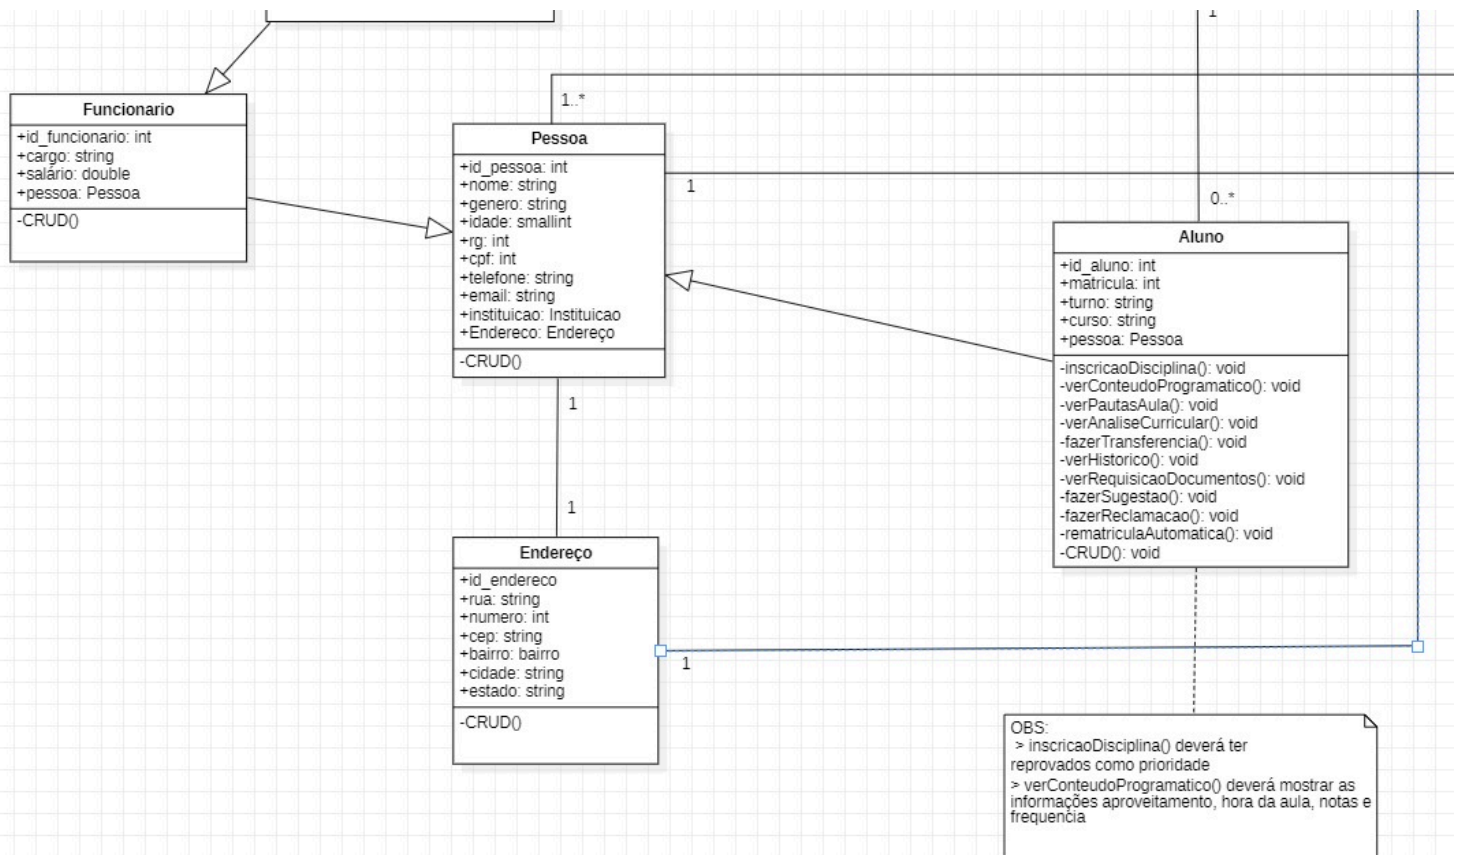 1
1..*
Funcionario
+id_funcionario: int
+cargo: string
+salário: double
+pessoa: Pessoa
-CRUD()
Pessoa
+id_pessoa: int
+nome: string
+genero: string
+idade: smallint
+rg: int
+cpf: int
+telefone: string
+email: string
+instituicao: Instituicao
+Endereco: Endereço
-CRUD()
1
0..*
Aluno
+id_aluno: int
+matricula: int
+turno: string
+curso: string
+pessoa: Pessoa
-inscricaoDisciplina(): void
-verConteudoProgramatico(): void
-verPautasAula(): void
-verAnaliseCurricular(): void
-fazerTransferencia(): void
-verHistorico(): void
-verRequisicaoDocumentos(): void
-fazerSugestao(): void
-fazerReclamacao(): void
-rematriculaAutomatica(): void
-CRUD(): void
1
1
Endereço
+id_endereco
+rua: string
+numero: int
+cep: string
+bairro: bairro
+cidade: string
+estado: string
-CRUD()
1
OBS:
> inscricaoDisciplina() deverá ter
reprovados como prioridade
> verConteudoProgramatico() deverá mostrar as
informações aproveitamento, hora da aula, notas e
frequencia